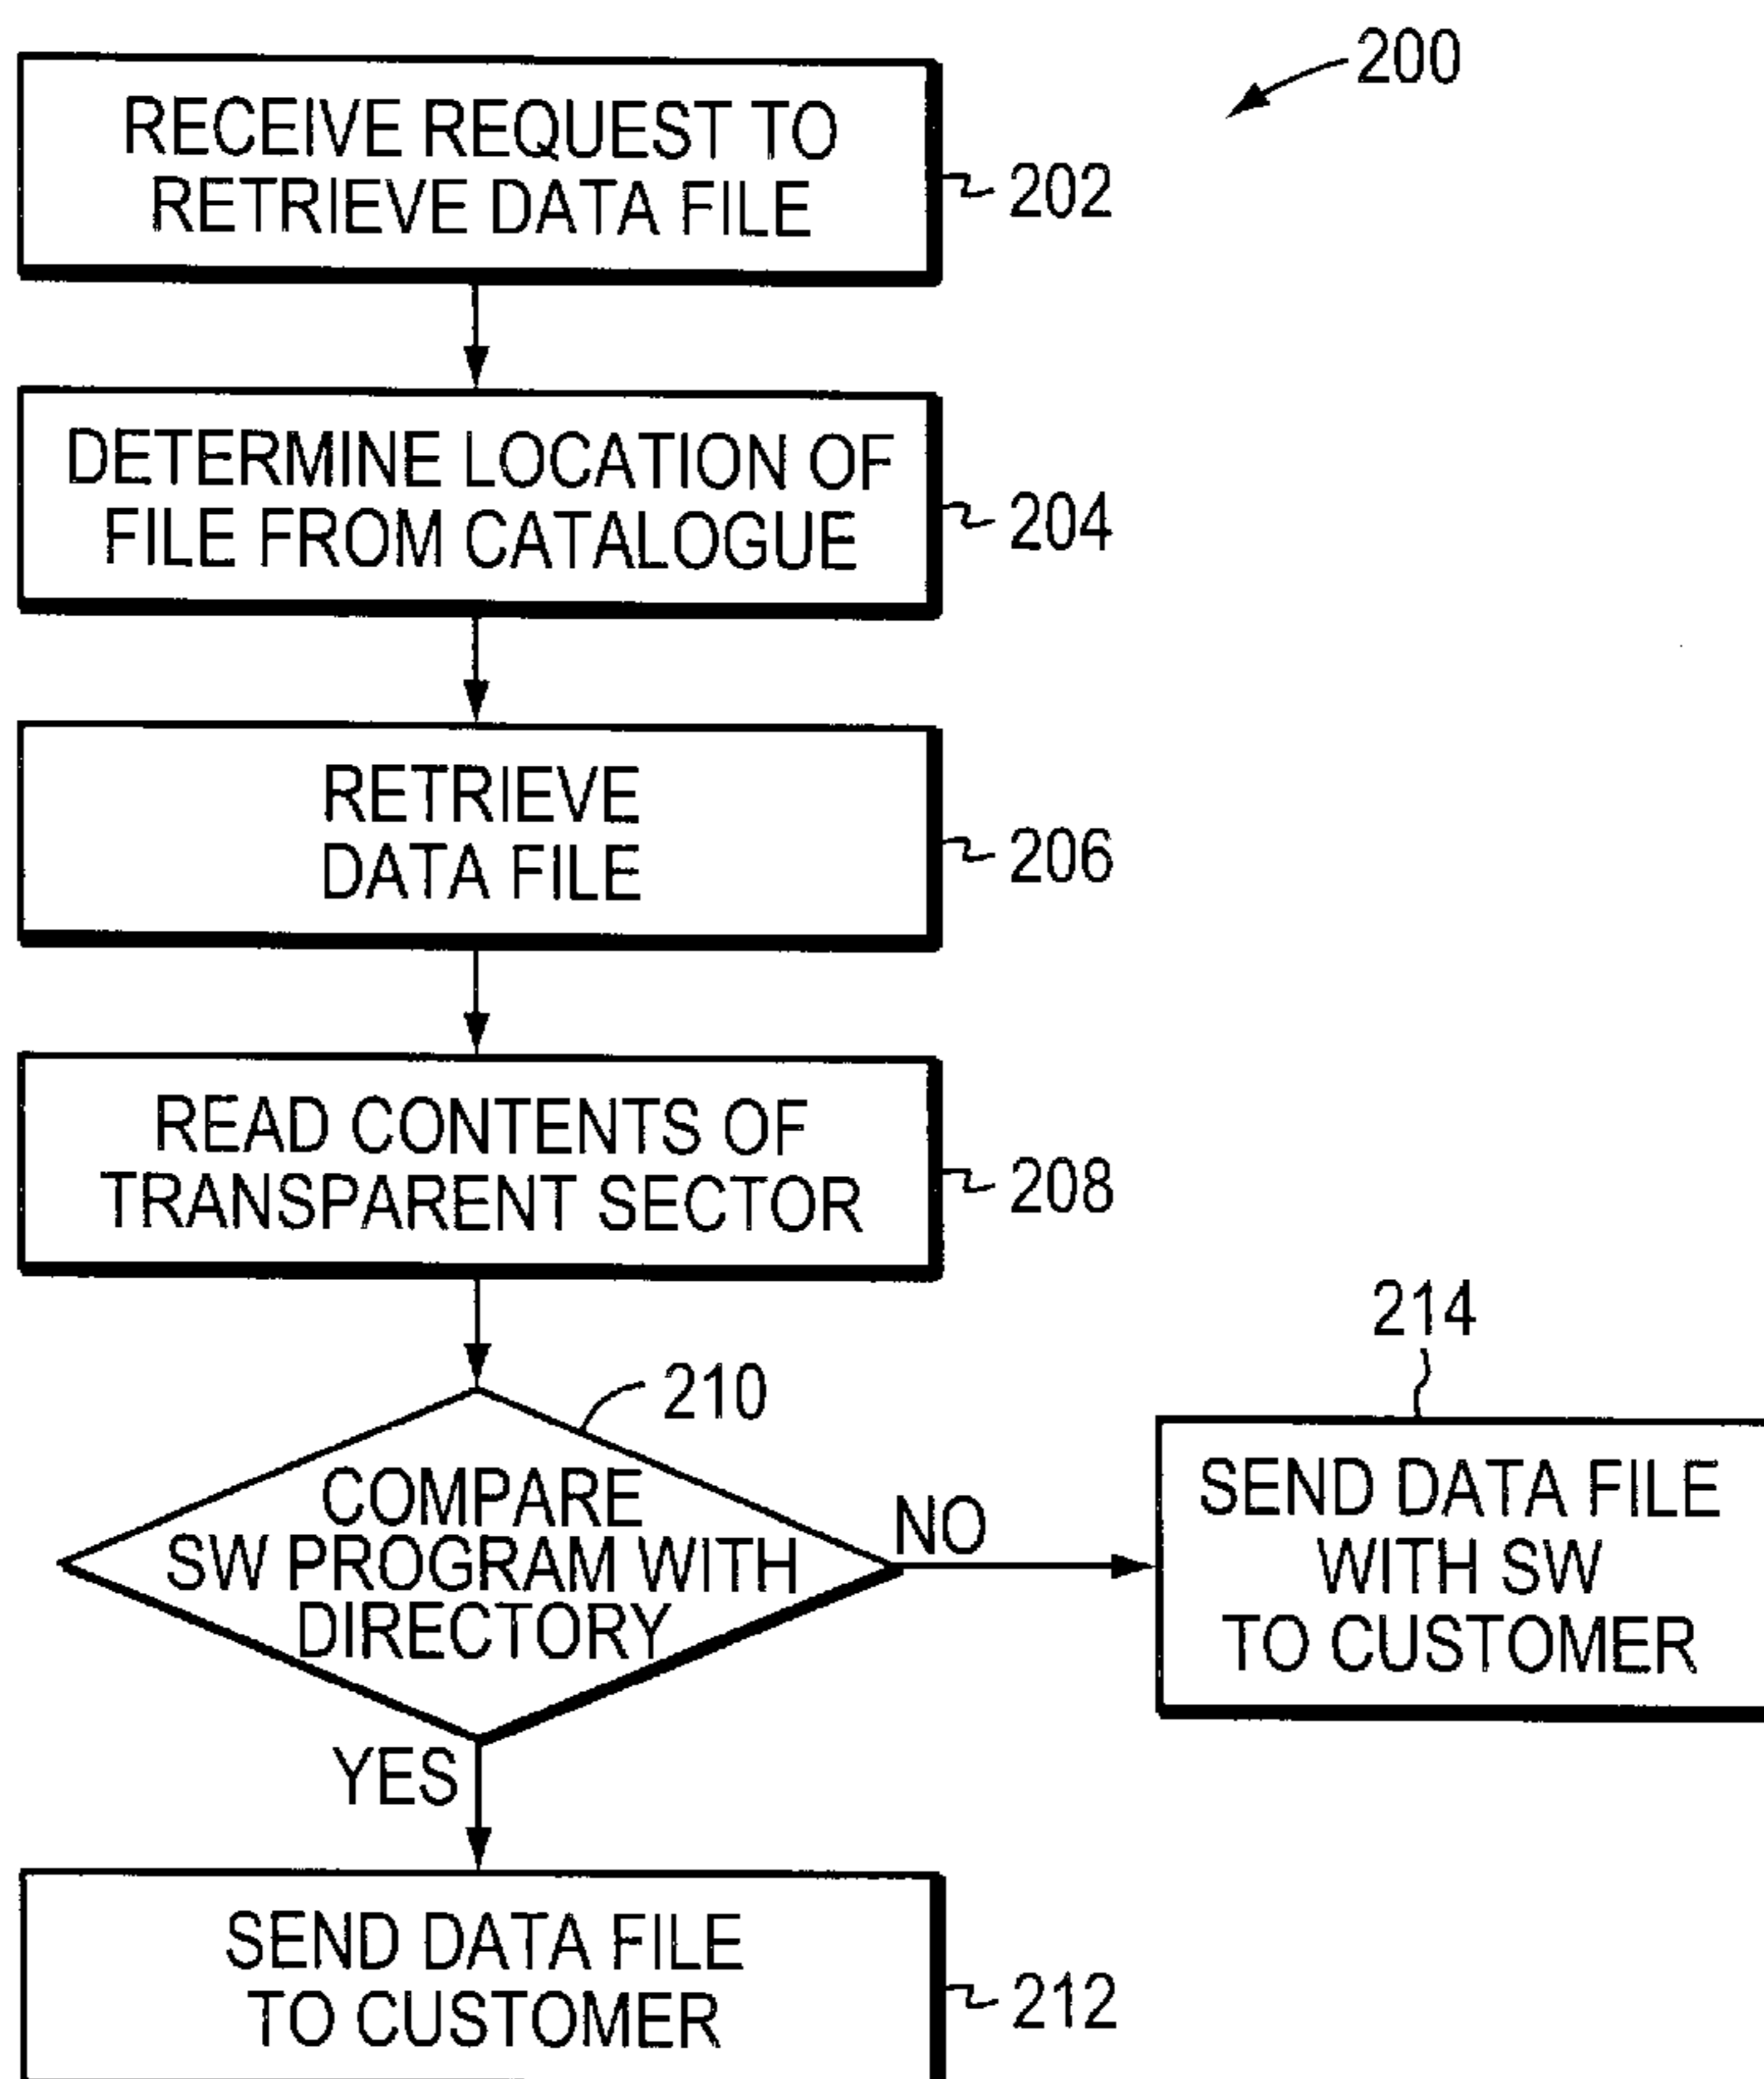 200
RECEIVE REQUEST TO
RETRIEVE DATA FILE
202
DETERMINE LOCATION OF
FILE FROM CATALOGUE
204
RETRIEVE
DATA FILE
206
READ CONTENTS OF
TRANSPARENT SECTOR
208
210
COMPARE
SW PROGRAM WITH
DIRECTORY
NO
214
SEND DATA FILE
WITH SW
TO CUSTOMER
YES
SEND DATA FILE
TO CUSTOMER
212